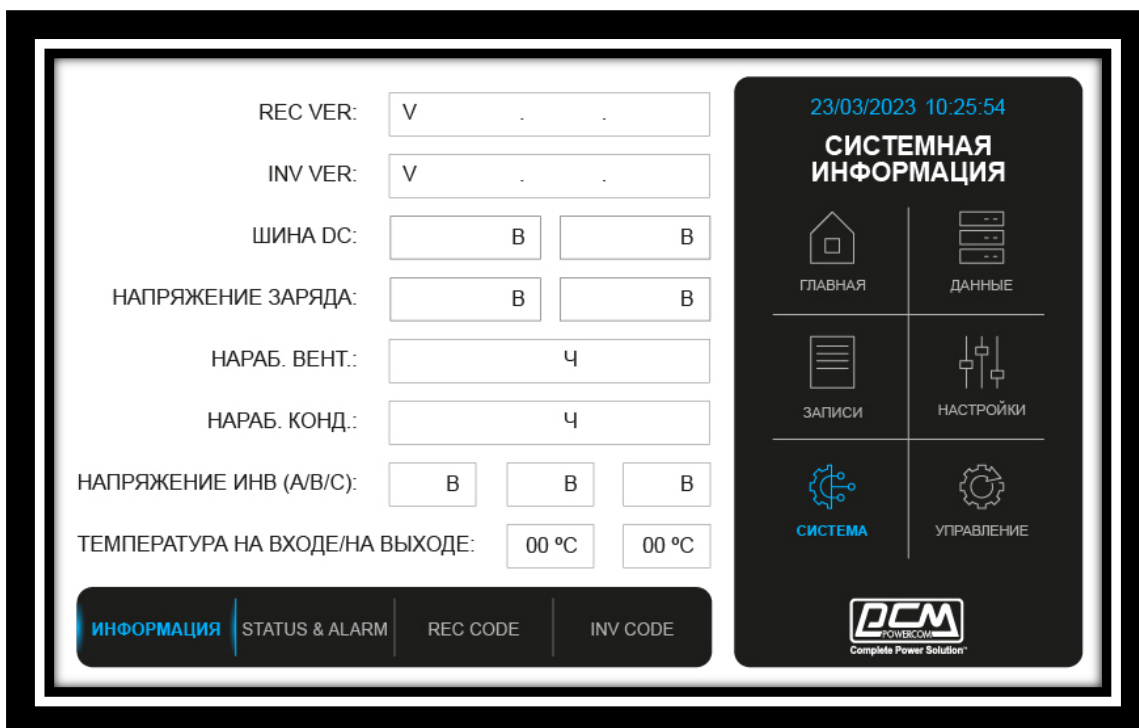 REC VER: V . .
INV VER: V . .
ШИНА DC: В В
НАПРЯЖЕНИЕ ЗАРЯДА: В В
НАРАБ. ВЕНТ.: Ч
НАРАБ. КОНД.: Ч
НАПРЯЖЕНИЕ ИНВ (A/B/C): В В В
ТЕМПЕРАТУРА НА ВХОДЕ/НА ВЫХОДЕ: 00 ºC 00 ºC
ИНФОРМАЦИЯ STATUS & ALARM REC CODE INV CODE
23/03/2023 10:25:54
СИСТЕМНАЯ
ИНФОРМАЦИЯ
ГЛАВНАЯ ДАННЫЕ
ЗАПИСИ НАСТРОЙКИ
СИСТЕМА УПРАВЛЕНИЕ
PCM
POWERCOM
Complete Power Solution™